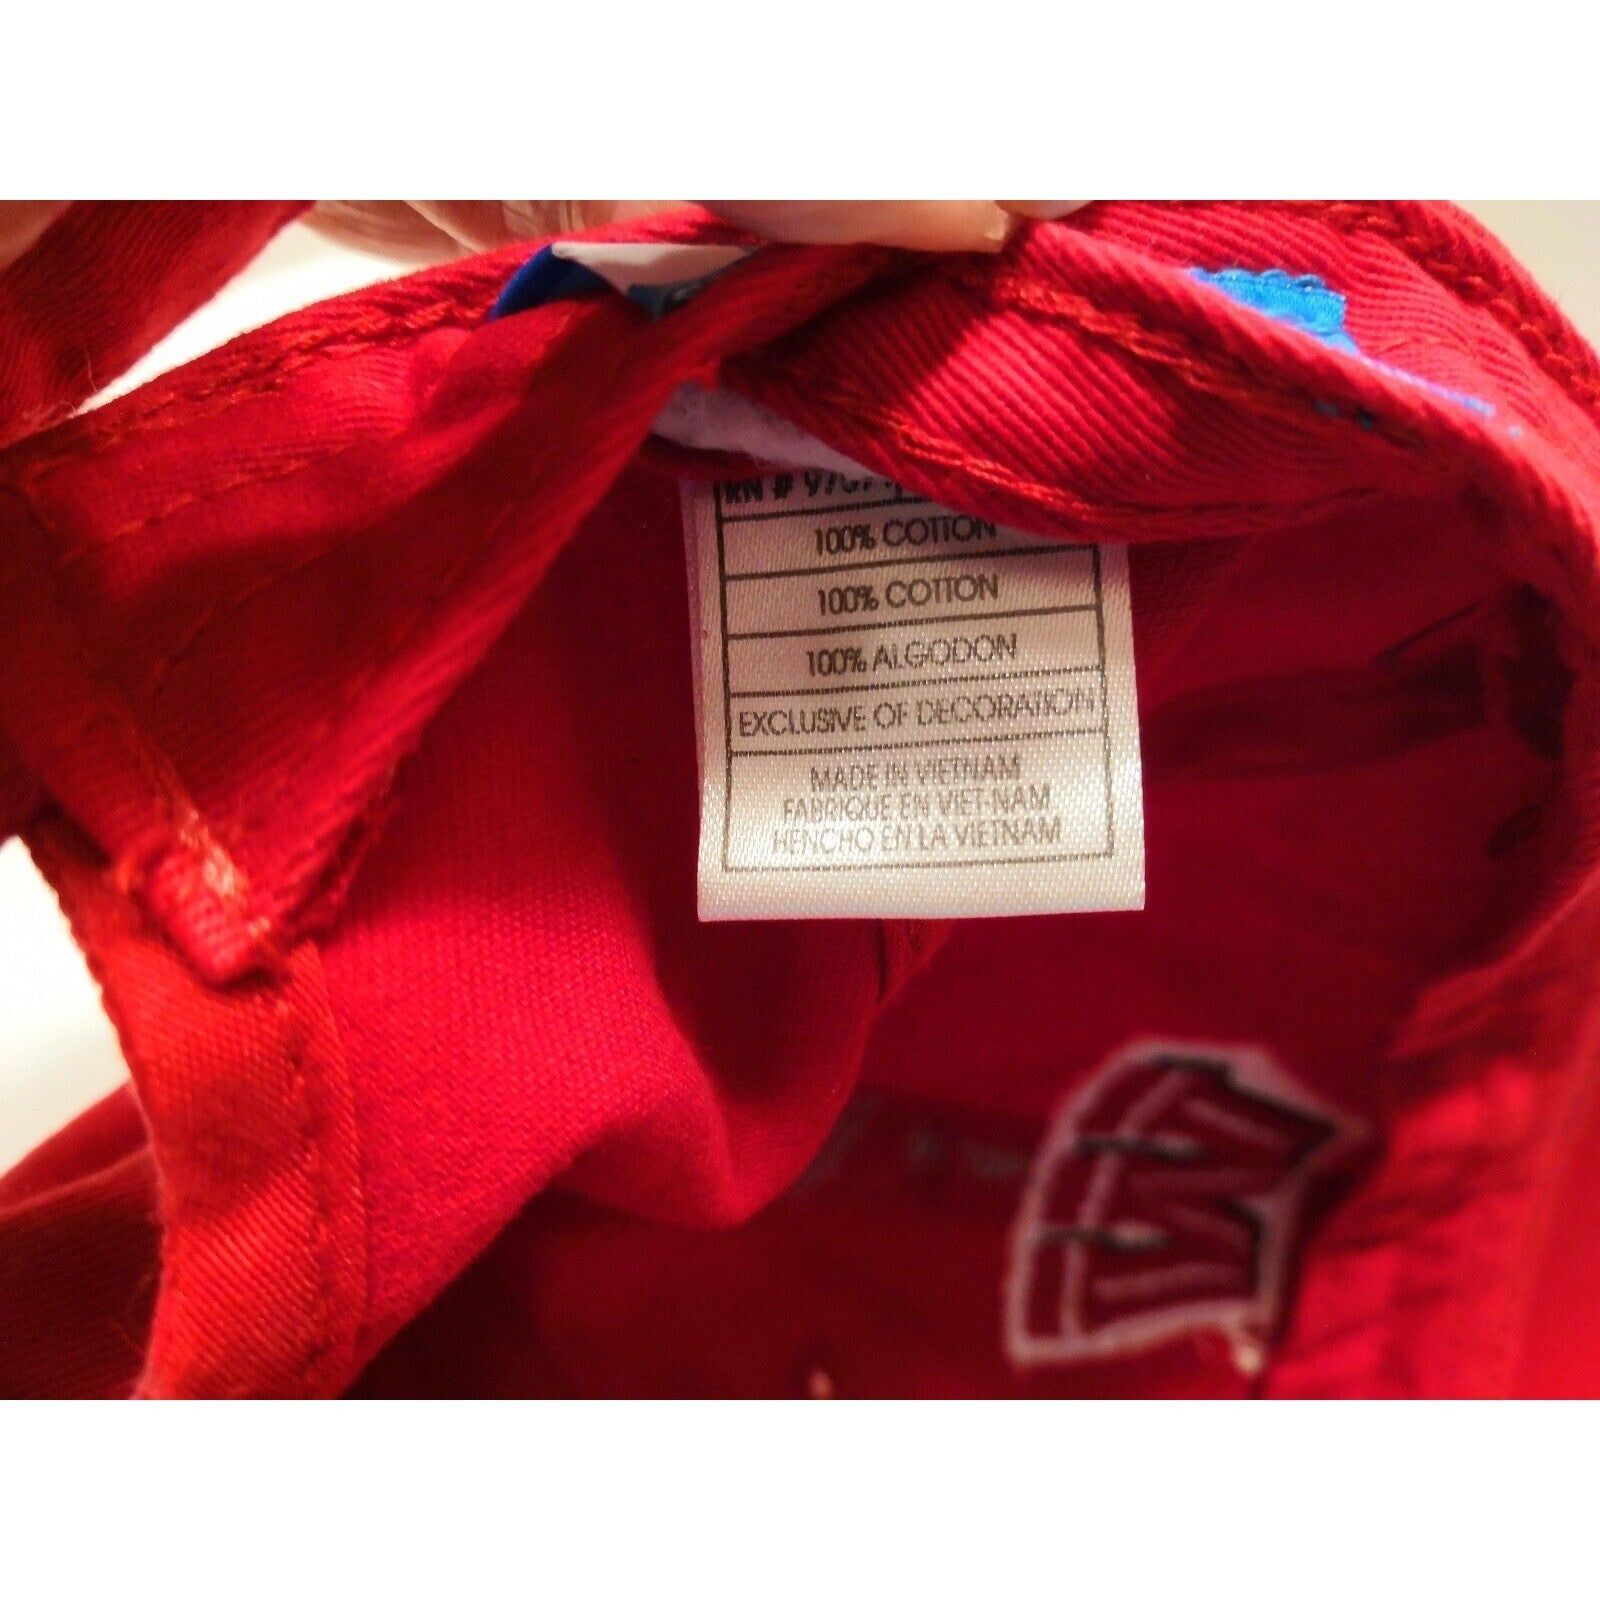 RN #
100% COTTON
100% COTTON
100% ALGODON
EXCLUSIVE OF DECORATION
MADE IN VIETNAM
FABRIQUE EN VIET-NAM
HENCHO EN LA VIETNAM
W